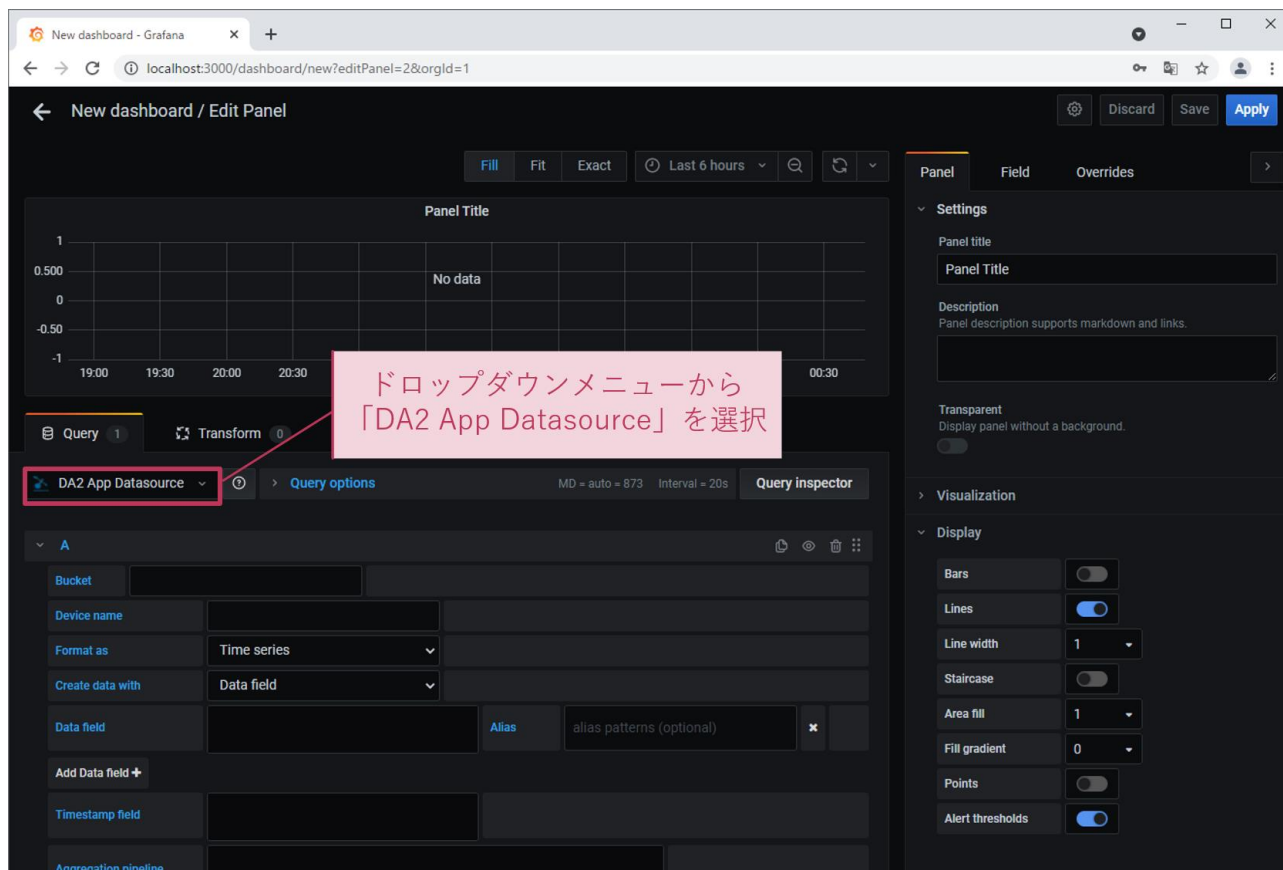 New dashboard - Grafana
localhost:3000/dashboard/new?editPanel=2&orgId=1
New dashboard / Edit Panel
Discard Save Apply
Fill Fit Exact Last 6 hours
Panel Field Overrides
Panel Title
1
0.500
0
-0.50
-1
No data
19:00 19:30 20:00 20:30 00:30
ドロップダウンメニューから
「DA2 App Datasource」を選択
Query 1 Transform 0
DA2 App Datasource Query options MD = auto = 873 Interval = 20s Query inspector
A
Bucket
Device name
Format as Time series
Create data with Data field
Data field Alias alias patterns (optional)
Add Data field
Timestamp field
Aggregation pipeline
Settings
Panel title
Panel Title
Description
Panel description supports markdown and links.
Transparent
Display panel without a background.
Visualization
Display
Bars
Lines
Line width 1
Staircase
Area fill 1
Fill gradient 0
Points
Alert thresholds